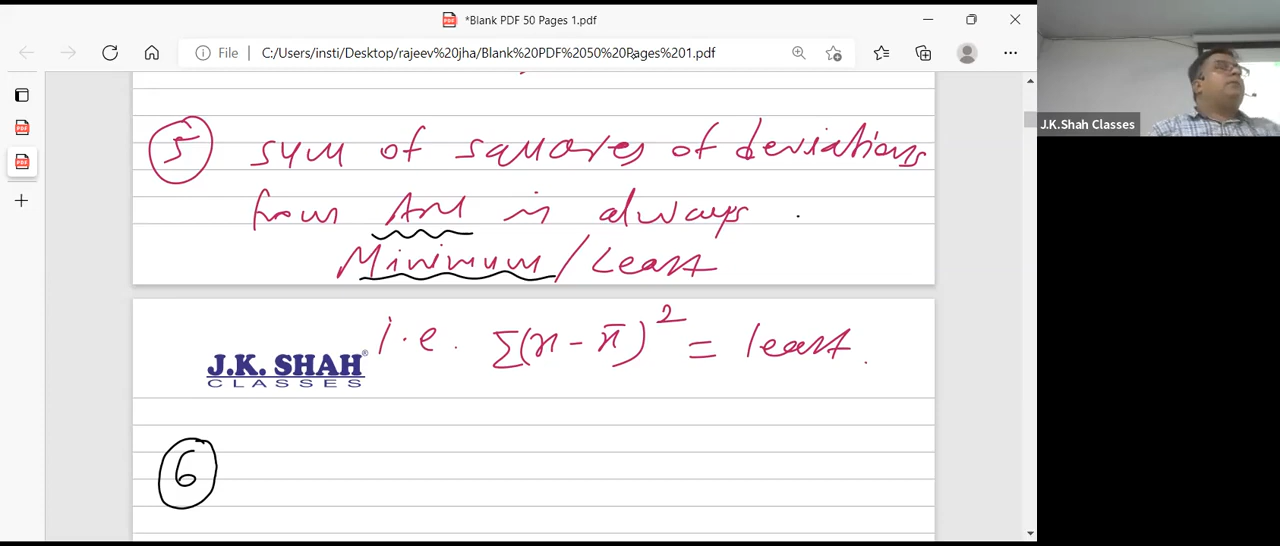 *Blank PDF 50 Pages 1.pdf
File
C:/Users/insti/Desktop/rajeev%20jha/Blank%20PDF%2050%20Pages%201.pdf
J.K.Shah Classes
5 sum of squares of deviations
from AM is always
Minimum/Least
i.e. Σ(x - x̄)² = least.
J.K. SHAH®
CLASSES
6